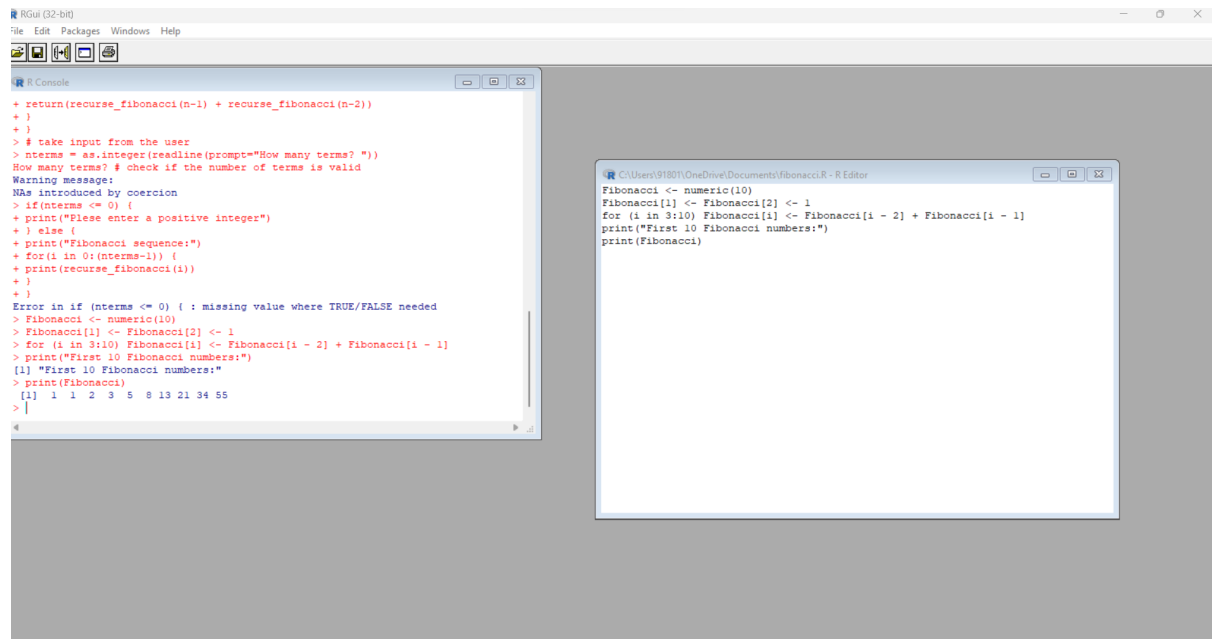 RGui (32-bit)
File Edit Packages Windows Help
R Console
+ return(recurse_fibonacci(n-1) + recurse_fibonacci(n-2))
+ }
+ }
> # take input from the user
> nterms = as.integer(readline(prompt="How many terms? "))
How many terms? # check if the number of terms is valid
Warning message:
NAs introduced by coercion
> if(nterms <= 0) {
+ print("Plese enter a positive integer")
+ } else {
+ print("Fibonacci sequence:")
+ for(i in 0:(nterms-1)) {
+ print(recurse_fibonacci(i))
+ }
+ }
Error in if (nterms <= 0) { : missing value where TRUE/FALSE needed
> Fibonacci <- numeric(10)
> Fibonacci[1] <- Fibonacci[2] <- 1
> for (i in 3:10) Fibonacci[i] <- Fibonacci[i - 2] + Fibonacci[i - 1]
> print("First 10 Fibonacci numbers:")
[1] "First 10 Fibonacci numbers:"
> print(Fibonacci)
[1] 1 1 2 3 5 8 13 21 34 55
>
C:\Users\91801\OneDrive\Documents\fibonacci.R - R Editor
Fibonacci <- numeric(10)
Fibonacci[1] <- Fibonacci[2] <- 1
for (i in 3:10) Fibonacci[i] <- Fibonacci[i - 2] + Fibonacci[i - 1]
print("First 10 Fibonacci numbers:")
print(Fibonacci)